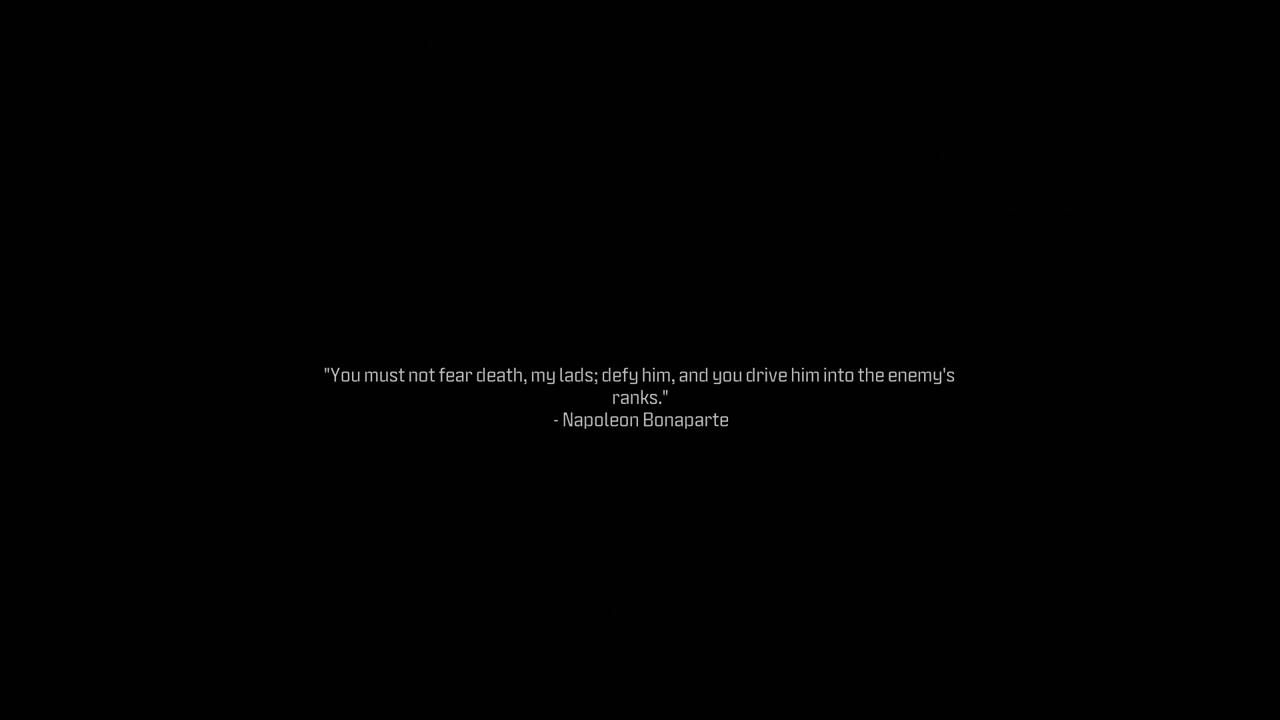 "You must not fear death, my lads; defy him, and you drive him into the enemy's
ranks."
- Napoleon Bonaparte